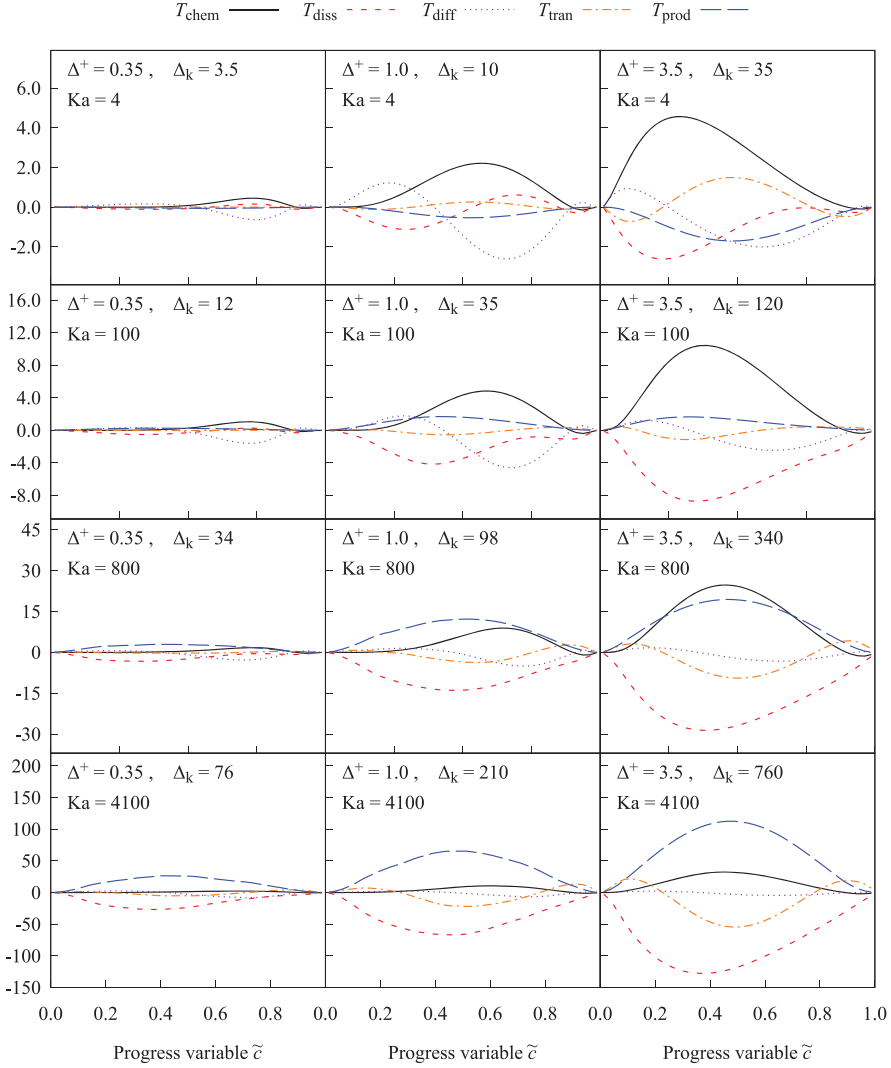 T_chem T_diss T_diff T_tran T_prod
Δ⁺ = 0.35 , Δ_k = 3.5
Ka = 4
Δ⁺ = 1.0 , Δ_k = 10
Ka = 4
Δ⁺ = 3.5 , Δ_k = 35
Ka = 4
6.0
4.0
2.0
0.0
-2.0
Δ⁺ = 0.35 , Δ_k = 12
Ka = 100
Δ⁺ = 1.0 , Δ_k = 35
Ka = 100
Δ⁺ = 3.5 , Δ_k = 120
Ka = 100
16.0
12.0
8.0
4.0
0.0
-4.0
-8.0
Δ⁺ = 0.35 , Δ_k = 34
Ka = 800
Δ⁺ = 1.0 , Δ_k = 98
Ka = 800
Δ⁺ = 3.5 , Δ_k = 340
Ka = 800
45
30
15
0
-15
-30
Δ⁺ = 0.35 , Δ_k = 76
Ka = 4100
Δ⁺ = 1.0 , Δ_k = 210
Ka = 4100
Δ⁺ = 3.5 , Δ_k = 760
Ka = 4100
200
150
100
50
0
-50
-100
-150
0.0 0.2 0.4 0.6 0.8 0.0 0.2 0.4 0.6 0.8 0.0 0.2 0.4 0.6 0.8 1.0
Progress variable c̃ Progress variable c̃ Progress variable c̃